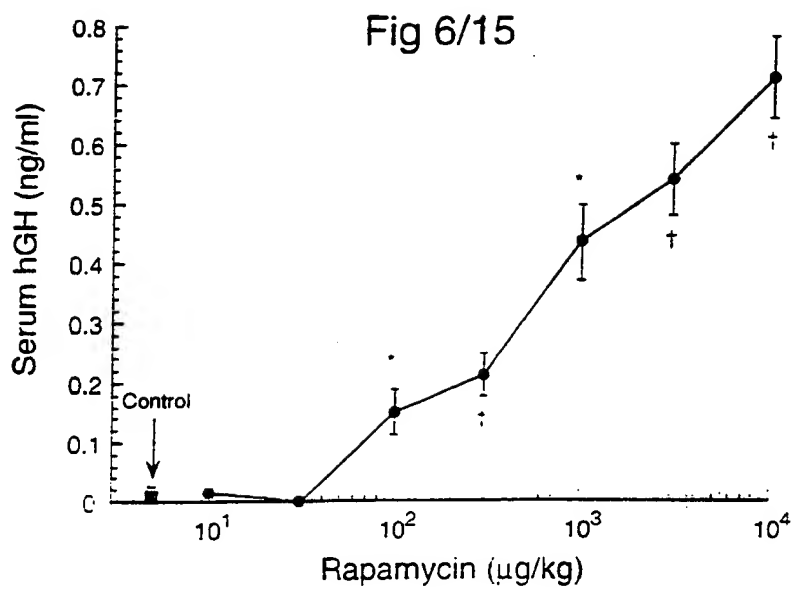 Fig 6/15
Serum hGH (ng/ml)
0.8
0.7
0.6
0.5
0.4
0.3
0.2
0.1
0
Control
*
†
*
†
†
10¹ 10² 10³ 10⁴
Rapamycin (μg/kg)